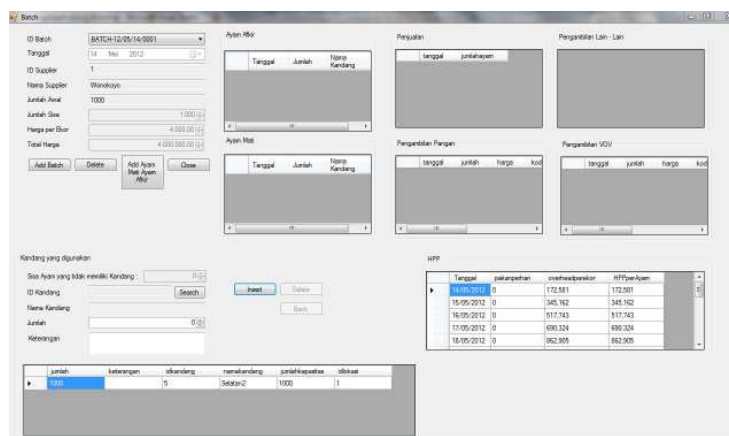 Batch
ID Batch
BATCH-12/05/14-0001
Tanggal
14 Mei 2012
ID Supplier
1
Nama Supplier
Wonokoyo
Jumlah Awal
1000
Jumlah Sisa
1.000
Harga per Ekor
4.000,00
Total Harga
4.000.000,00
Add Batch
Delete
Add Ayam Mati Ayam Afkir
Close
Ayam Afkir
Tanggal Jumlah Nama Kandang
Ayam Mati
Tanggal Jumlah Nama Kandang
Penjualan
tanggal jumlahayam
Pengambilan Lain - Lain
Pengambilan Pangan
tanggal jumlah harga kod
Pengambilan VOV
tanggal jumlah harga kod
Kandang yang digunakan
Sisa Ayam yang tidak memiliki Kandang :
0
ID Kandang
Search
Nama Kandang
Jumlah
0
Keterangan
Insert
Delete
Back
HPP
Tanggal pakanperhari overheadperekor HPPperAyam
14/05/2012 0 172,581 172,581
15/05/2012 0 345,162 345,162
16/05/2012 0 517,743 517,743
17/05/2012 0 690,324 690,324
18/05/2012 0 862,905 862,905
jumlah keterangan idkandang namakandang jumlahkapasitas idlokasi
1000 5 Selatan2 1000 1